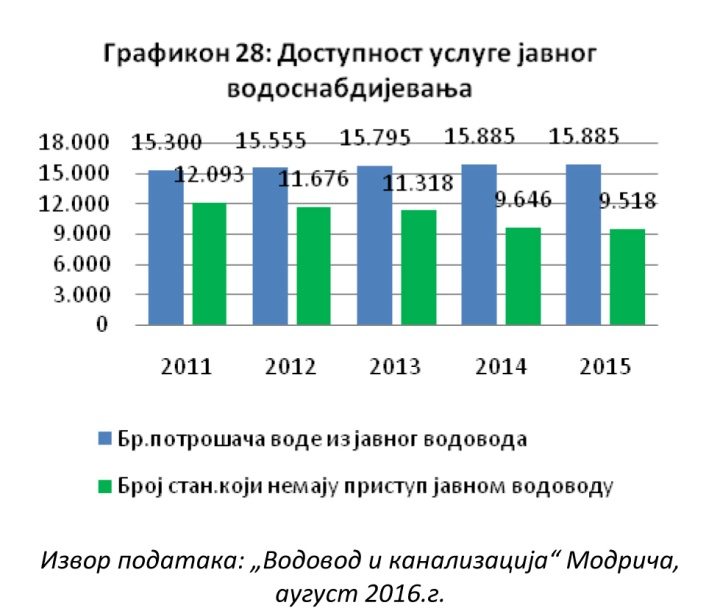 Графикон 28: Доступност услуге јавног
водоснабдијевања
18.000
15.000
12.000
9.000
6.000
3.000
0
15.300 15.555 15.795 15.885 15.885
12.093 11.676 11.318 9.646 9.518
2011 2012 2013 2014 2015
Бр.потрошача воде из јавног водовода
Број стан.који немају приступ јавном водоводу
Извор података: „Водовод и канализација“ Модрича,
аугуст 2016.г.